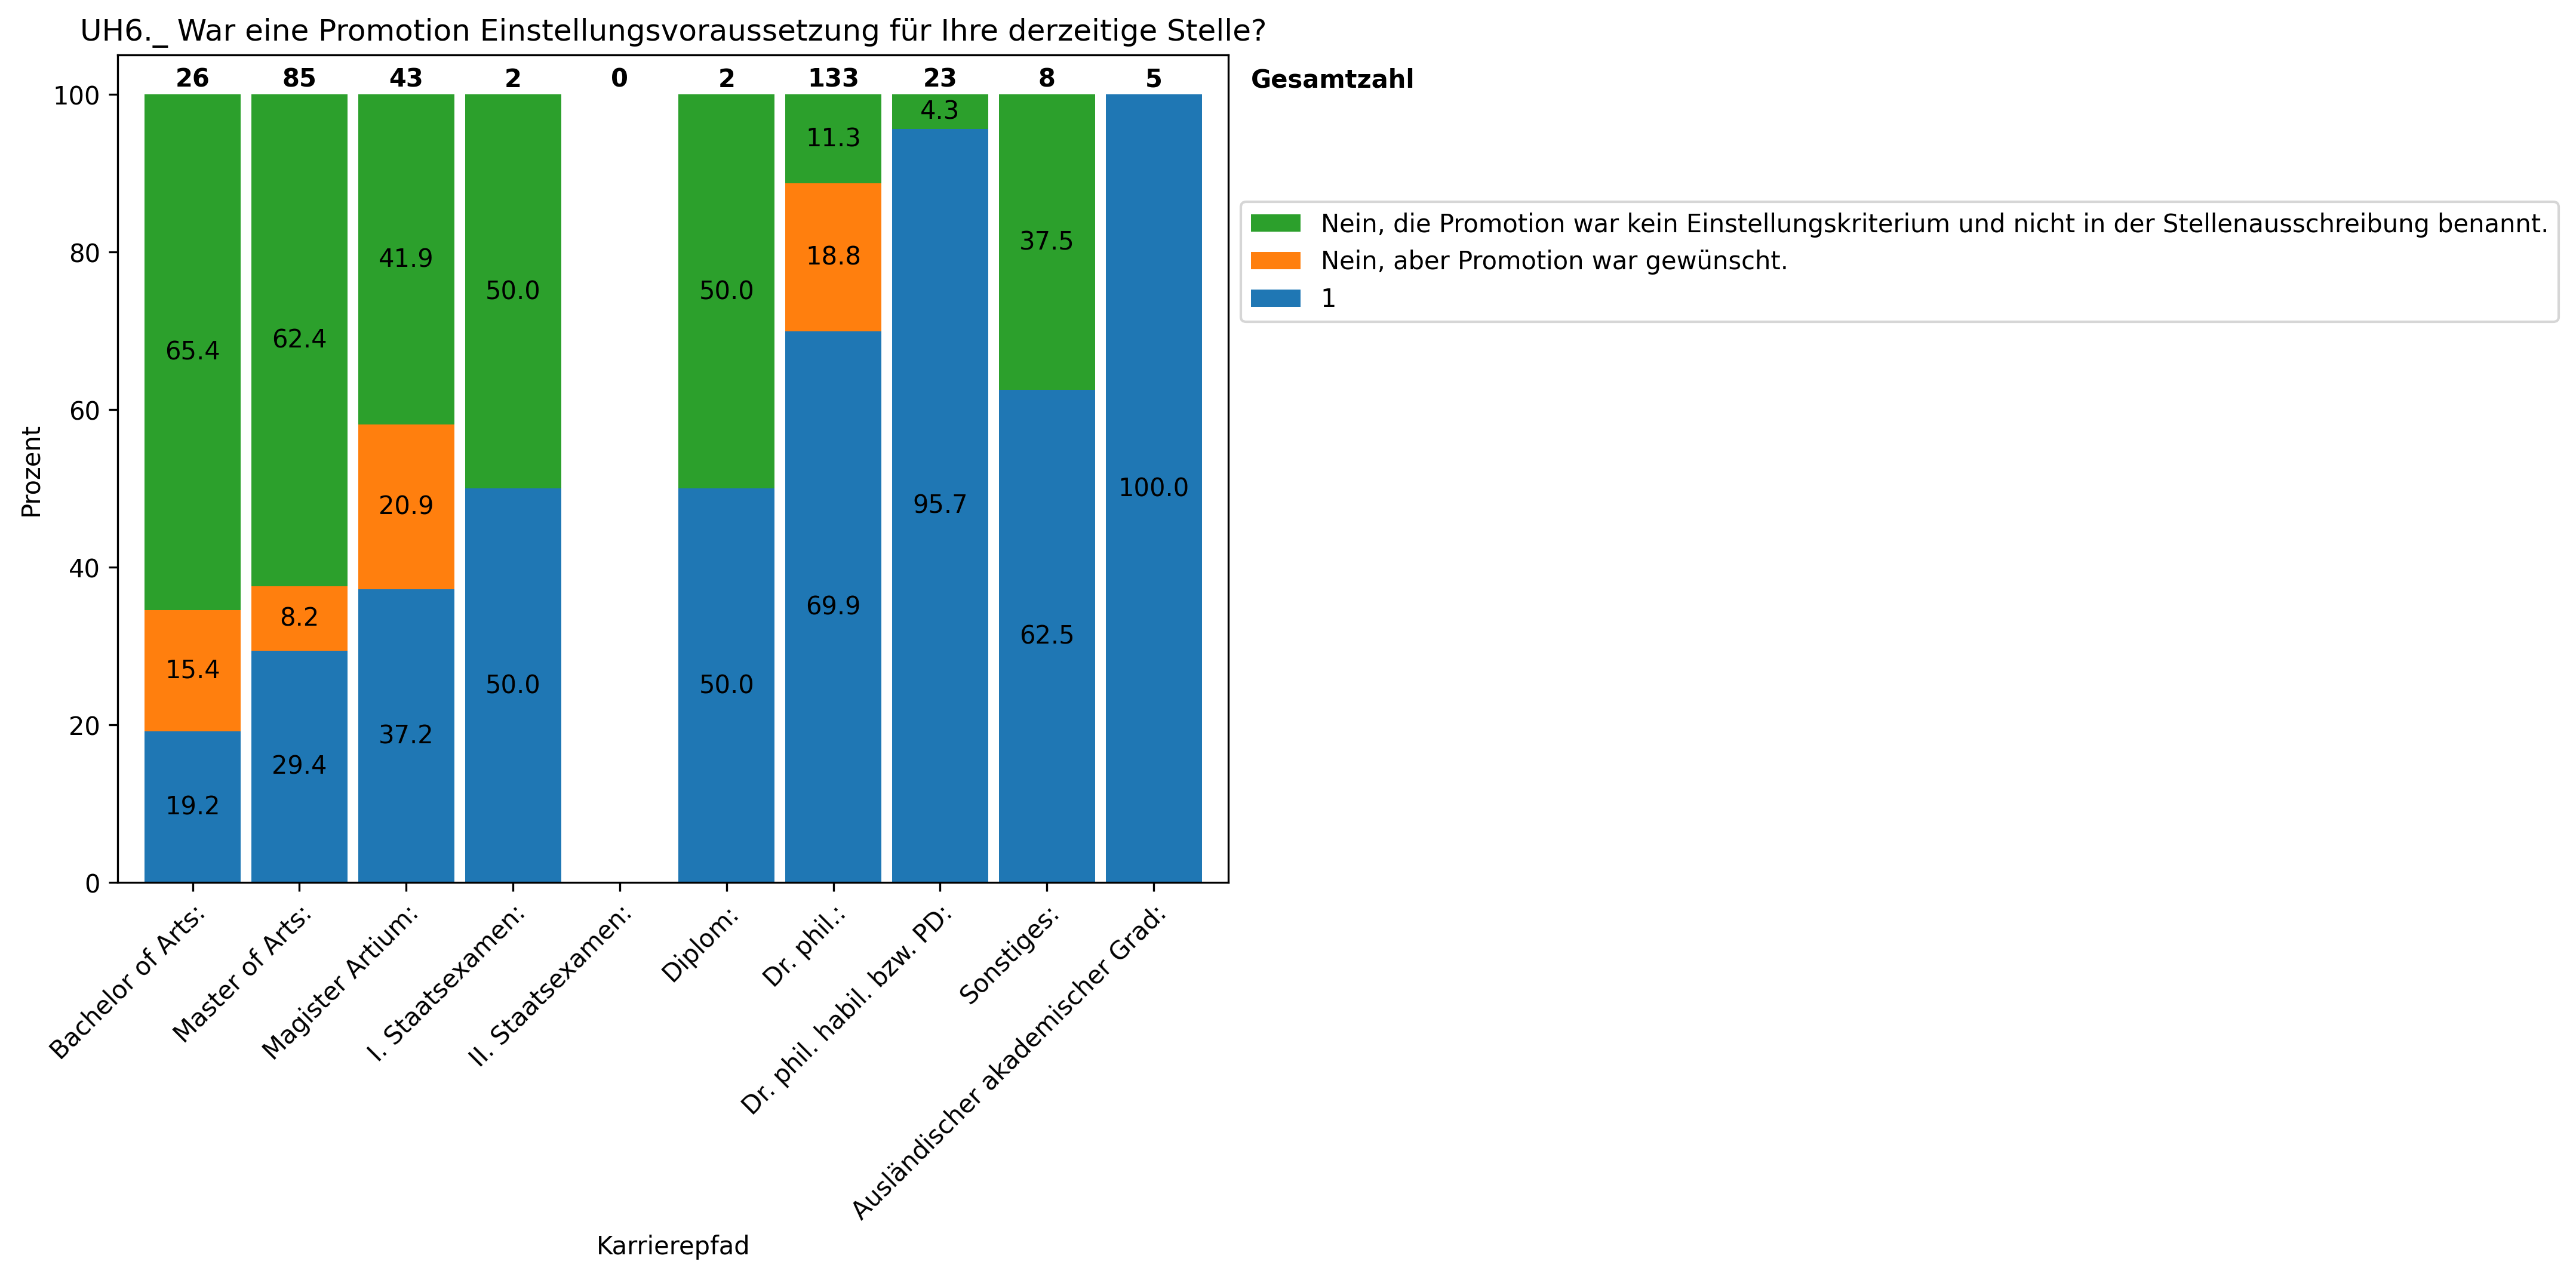 UH6._ War eine Promotion Einstellungsvoraussetzung für Ihre derzeitige Stelle?
26 85 43 2 0 2 133 23 8 5 Gesamtzahl
Prozent
100
80
60
40
20
0
65.4
15.4
19.2
62.4
8.2
29.4
41.9
20.9
37.2
50.0
50.0
50.0
50.0
11.3
18.8
69.9
4.3
95.7
37.5
62.5
100.0
Nein, die Promotion war kein Einstellungskriterium und nicht in der Stellenausschreibung benannt.
Nein, aber Promotion war gewünscht.
1
Bachelor of Arts:
Master of Arts:
Magister Artium:
I. Staatsexamen:
II. Staatsexamen:
Diplom:
Dr. phil.:
Dr. phil. habil. bzw. PD:
Sonstiges:
Ausländischer akademischer Grad:
Karrierepfad